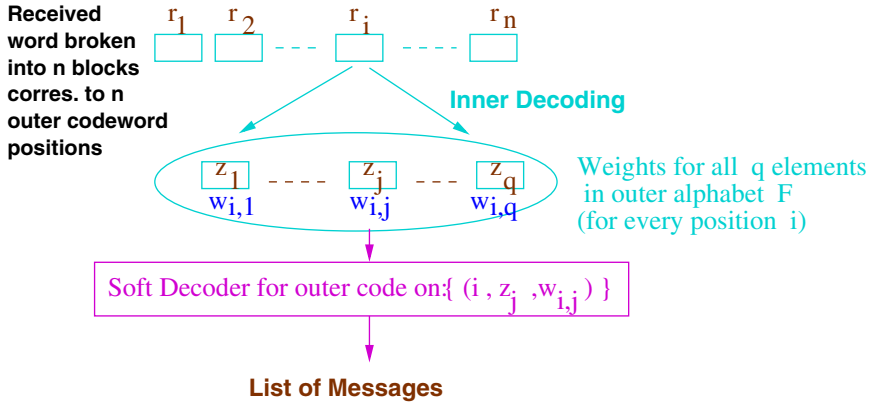 Received
word broken
into n blocks
corres. to n
outer codeword
positions
r1 r2 ri rn
Inner Decoding
z1 zj zq
wi,1 wi,j wi,q
Weights for all q elements
in outer alphabet F
(for every position i)
Soft Decoder for outer code on:{ (i , zj ,wi,j ) }
List of Messages